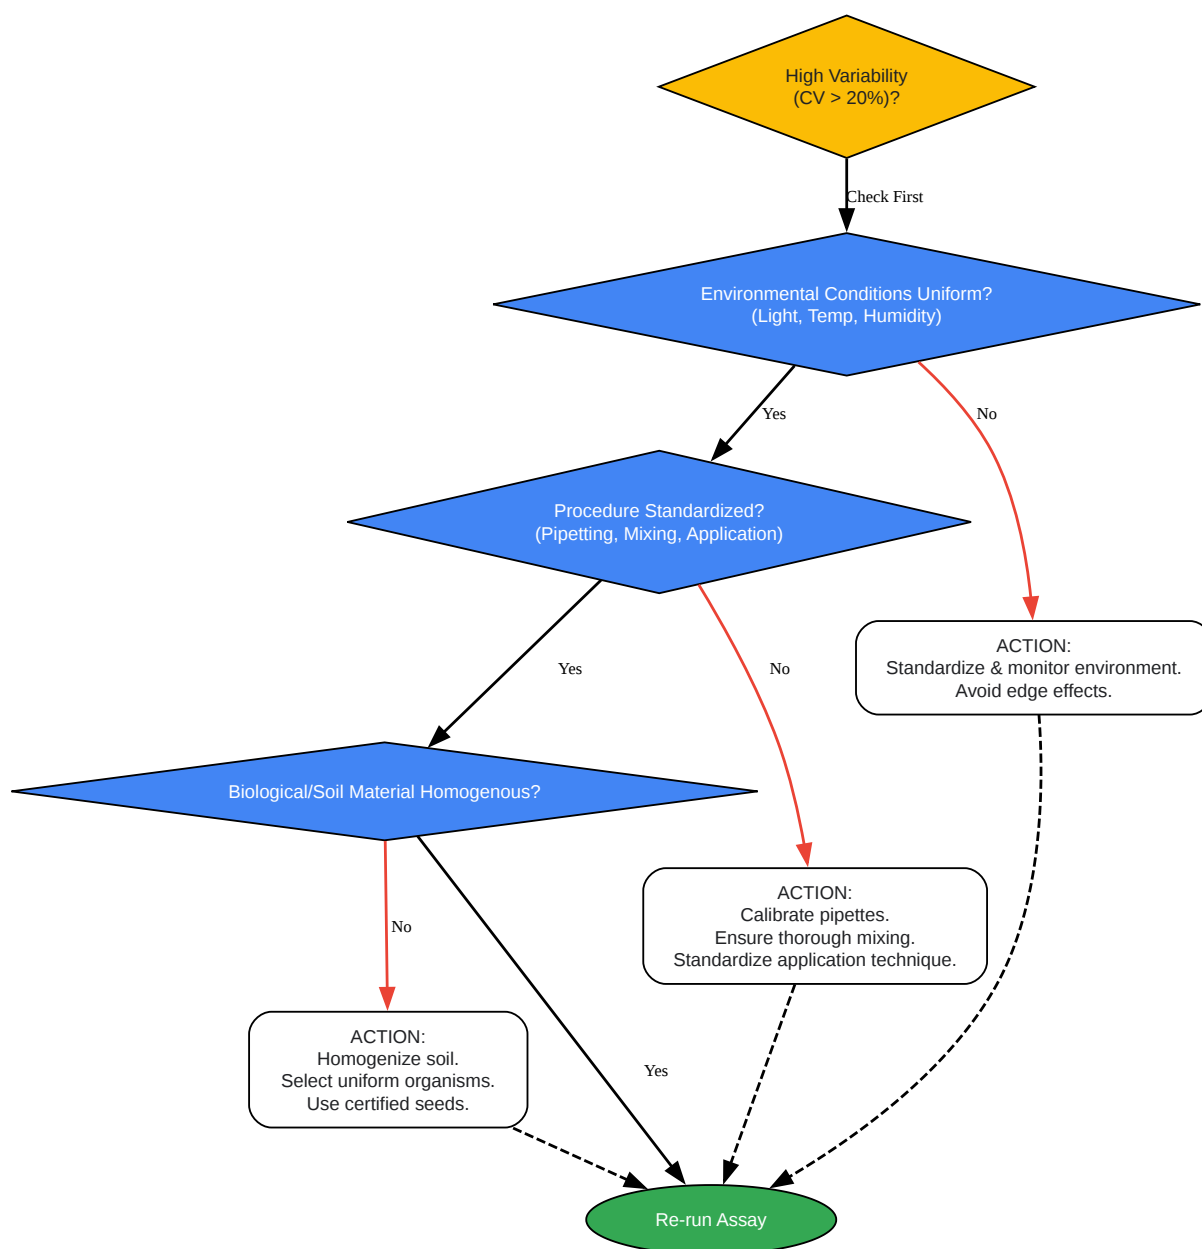 High Variability
(CV > 20%)?
Check First
Environmental Conditions Uniform?
(Light, Temp, Humidity)
Yes
No
Procedure Standardized?
(Pipetting, Mixing, Application)
Yes
No
ACTION:
Standardize & monitor environment.
Avoid edge effects.
Biological/Soil Material Homogenous?
No
Yes
ACTION:
Calibrate pipettes.
Ensure thorough mixing.
Standardize application technique.
ACTION:
Homogenize soil.
Select uniform organisms.
Use certified seeds.
Re-run Assay